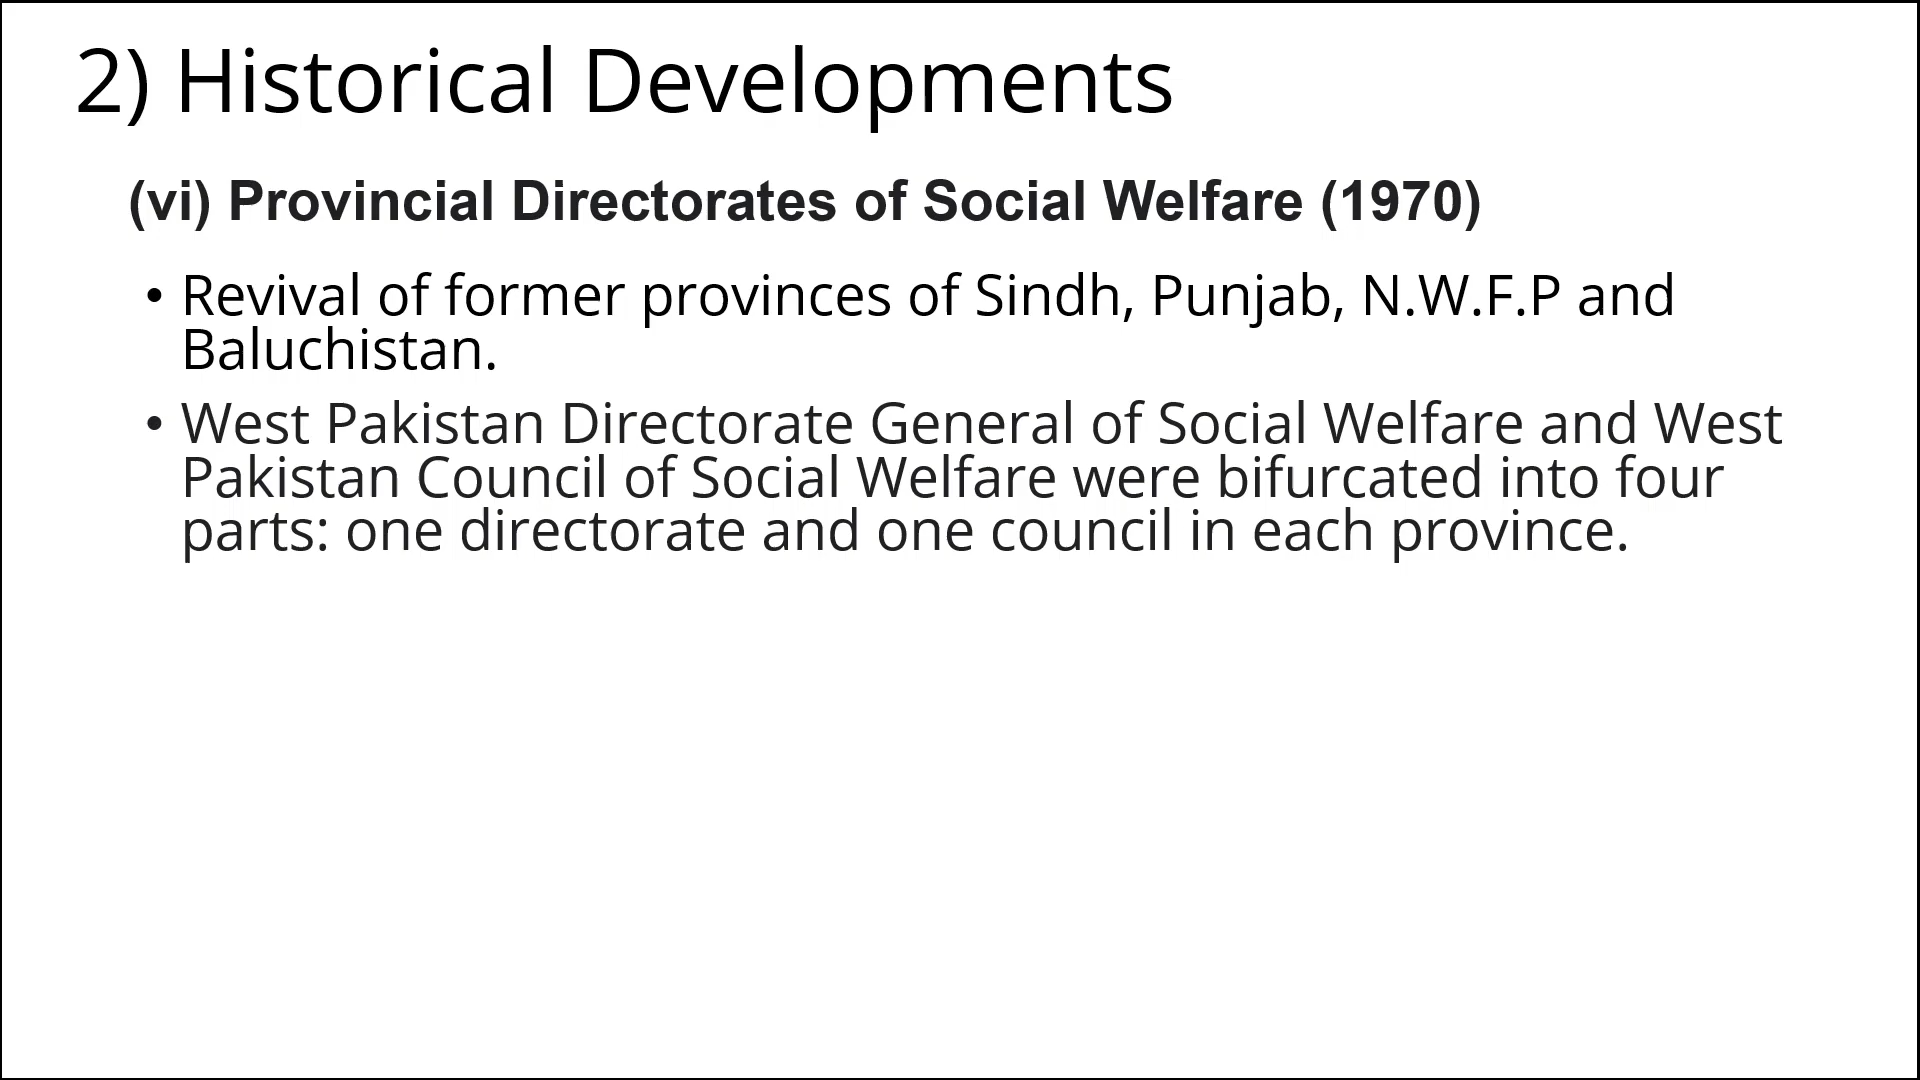 2) Historical Developments
(vi) Provincial Directorates of Social Welfare (1970)
• Revival of former provinces of Sindh, Punjab, N.W.F.P and
Baluchistan.
• West Pakistan Directorate General of Social Welfare and West
Pakistan Council of Social Welfare were bifurcated into four
parts: one directorate and one council in each province.